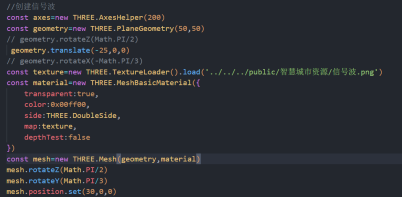 //创建信号波
const axes=new THREE.AxesHelper(200)
const geometry=new THREE.PlaneGeometry(50,50)
// geometry.rotateZ(Math.PI/2)
geometry.translate(-25,0,0)
// geometry.rotateX(-Math.PI/3)
const texture=new THREE.TextureLoader().load('../../../public/智慧城市资源/信号波.png')
const material=new THREE.MeshBasicMaterial({
transparent:true,
color:0x00ff00,
side:THREE.DoubleSide,
map:texture,
depthTest:false
})
const mesh=new THREE.Mesh(geometry,material)
mesh.rotateZ(Math.PI/2)
mesh.rotateY(Math.PI/3)
mesh.position.set(30,0,0)